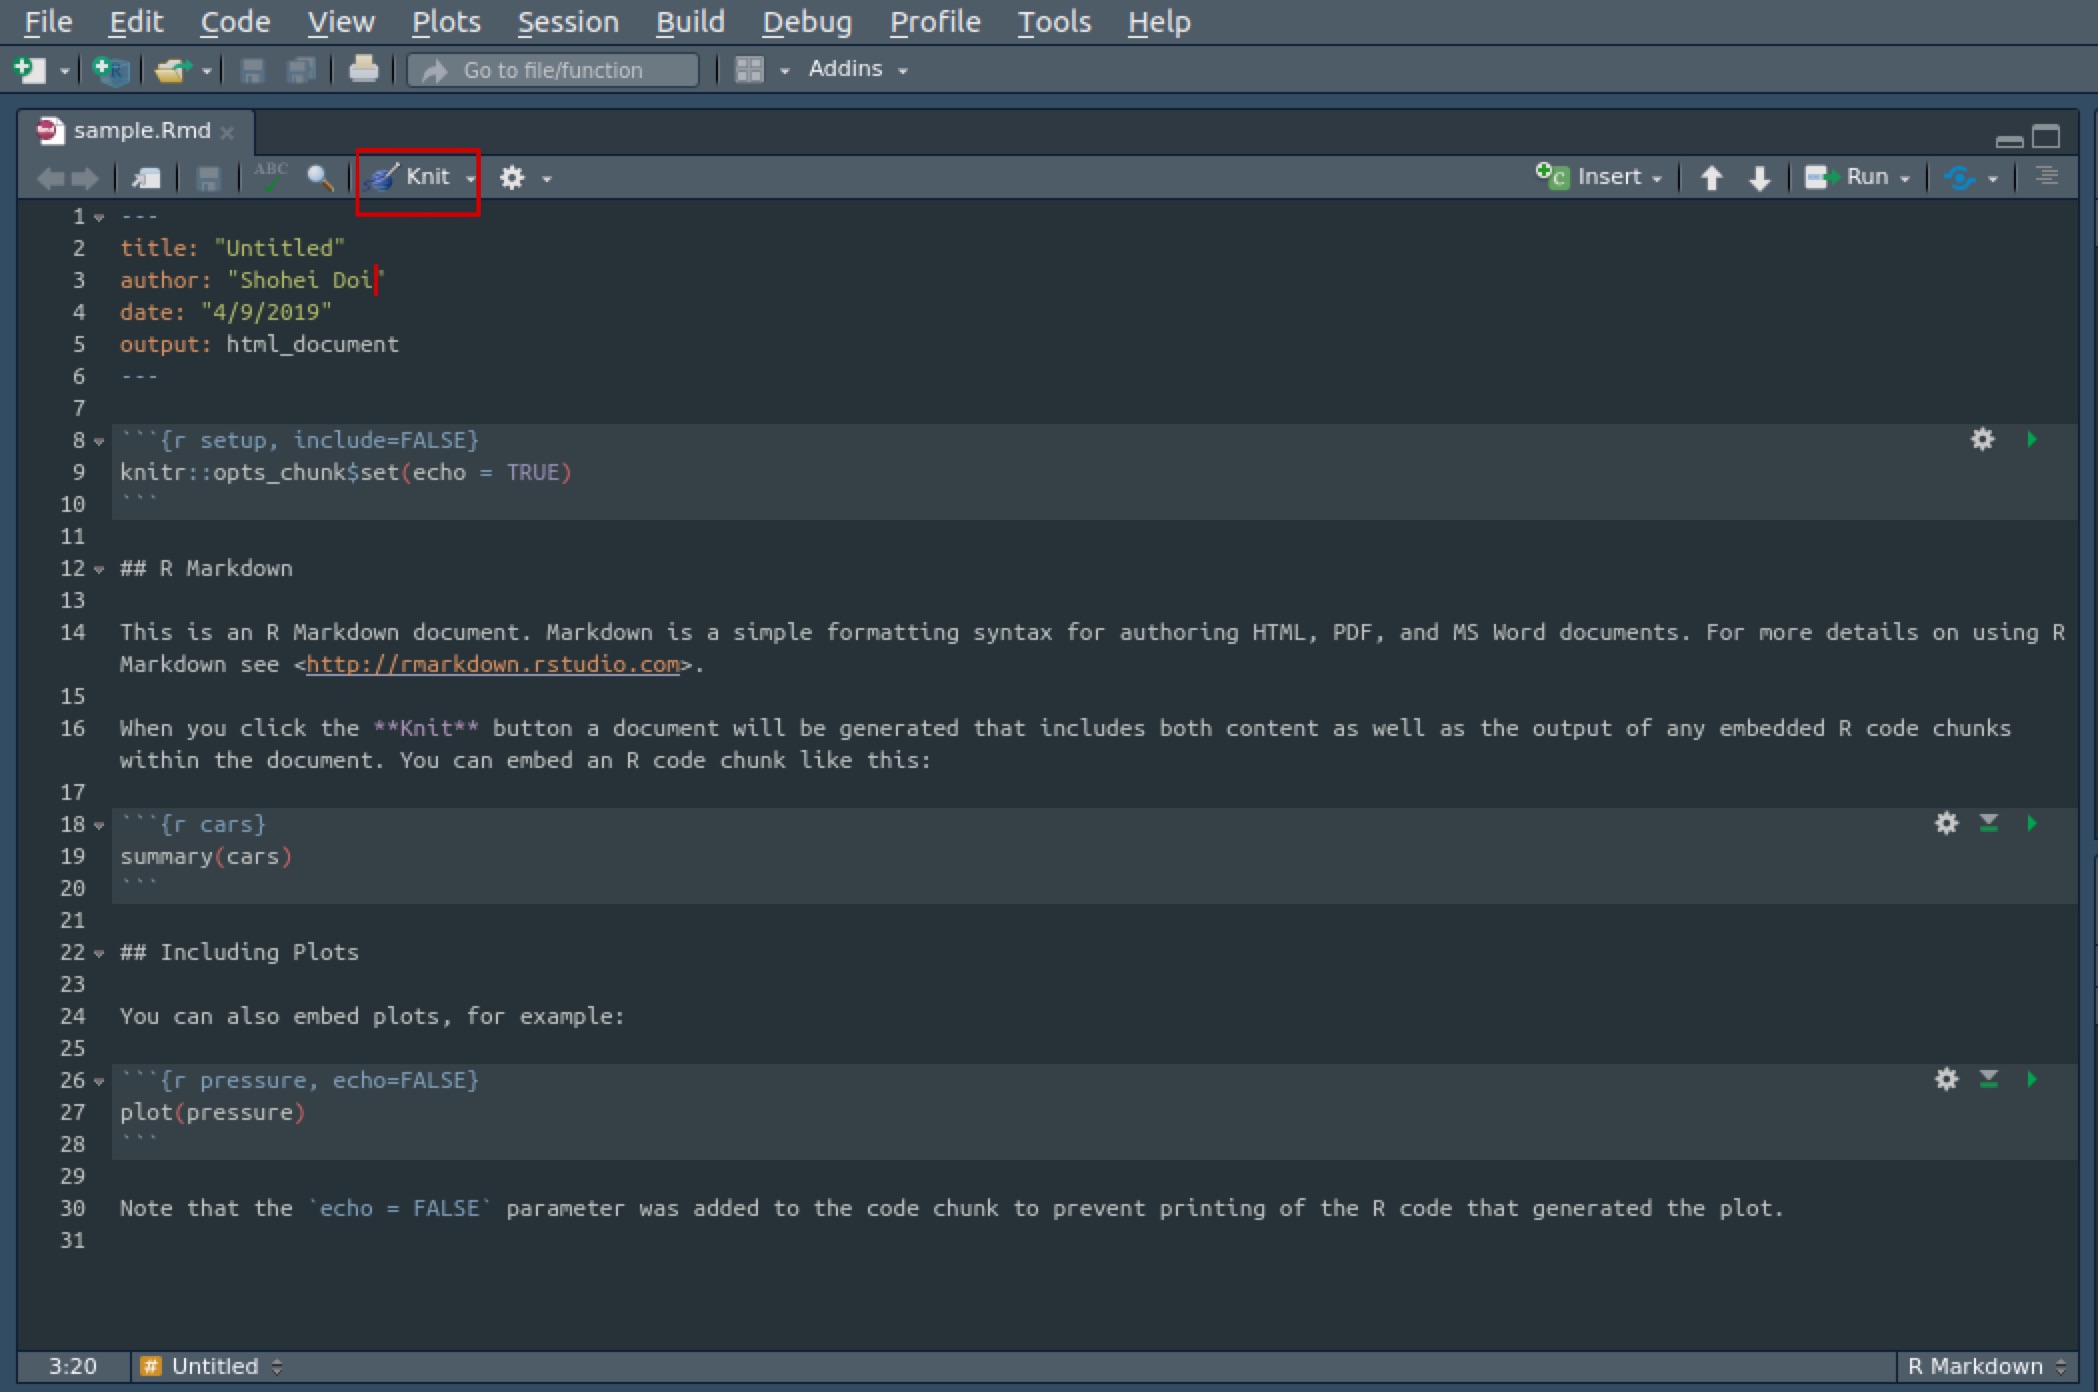 File Edit Code View Plots Session Build Debug Profile Tools Help
Go to file/function Addins
sample.Rmd
ABC Knit Insert Run
1 ---
2 title: "Untitled"
3 author: "Shohei Doi"
4 date: "4/9/2019"
5 output: html_document
6 ---
7
8 ```{r setup, include=FALSE}
9 knitr::opts_chunk$set(echo = TRUE)
10 ```
11
12 ## R Markdown
13
14 This is an R Markdown document. Markdown is a simple formatting syntax for authoring HTML, PDF, and MS Word documents. For more details on using R
Markdown see <http://rmarkdown.rstudio.com>.
15
16 When you click the **Knit** button a document will be generated that includes both content as well as the output of any embedded R code chunks
within the document. You can embed an R code chunk like this:
17
18 ```{r cars}
19 summary(cars)
20 ```
21
22 ## Including Plots
23
24 You can also embed plots, for example:
25
26 ```{r pressure, echo=FALSE}
27 plot(pressure)
28 ```
29
30 Note that the `echo = FALSE` parameter was added to the code chunk to prevent printing of the R code that generated the plot.
31
3:20 # Untitled R Markdown